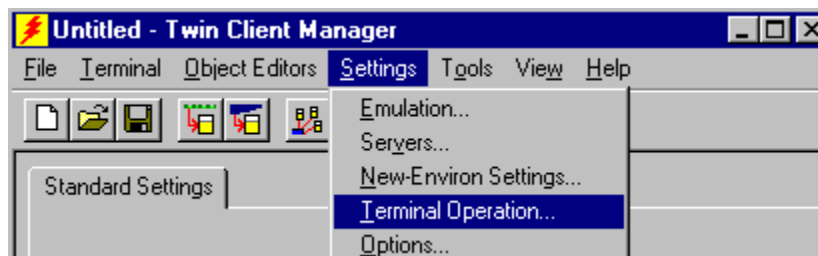 Untitled - Twin Client Manager
File Terminal Object Editors Settings Tools View Help
Emulation...
Servers...
New-Environ Settings...
Standard Settings
Terminal Operation...
Options...